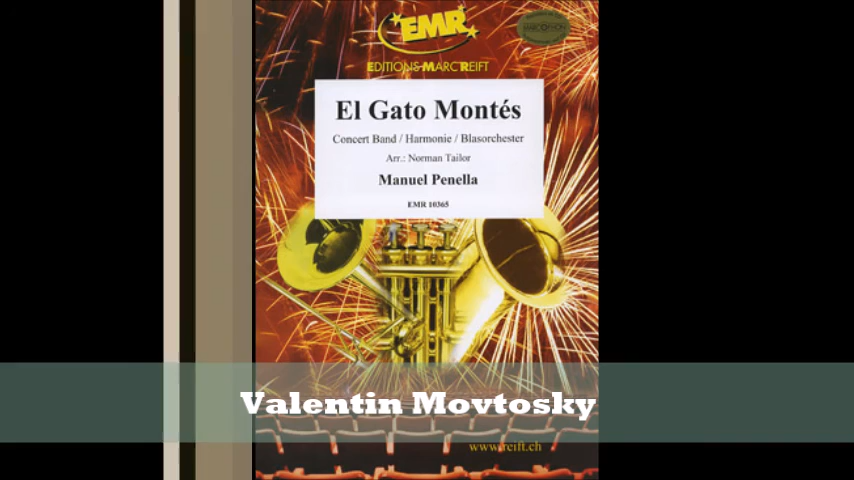 EMR
EDITIONS MARC REIFT
MARCOPHON
El Gato Montés
Concert Band / Harmonie / Blasorchester
Arr.: Norman Tailor
Manuel Penella
EMR 10365
Valentin Movtosky
www.reift.ch